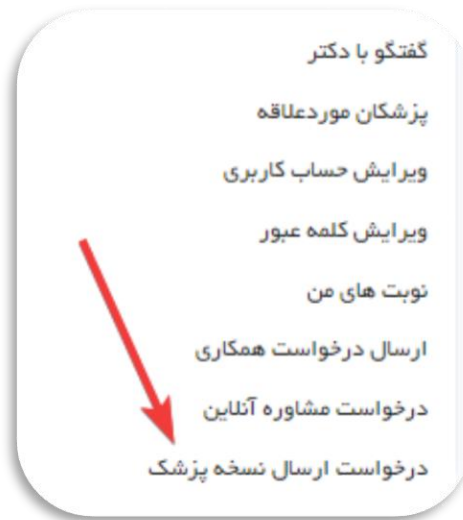 گفتگو با دکتر
پزشکان موردعلاقه
ویرایش حساب کاربری
ویرایش کلمه عبور
نوبت های من
ارسال درخواست همکاری
درخواست مشاوره آنلاین
درخواست ارسال نسخه پزشک